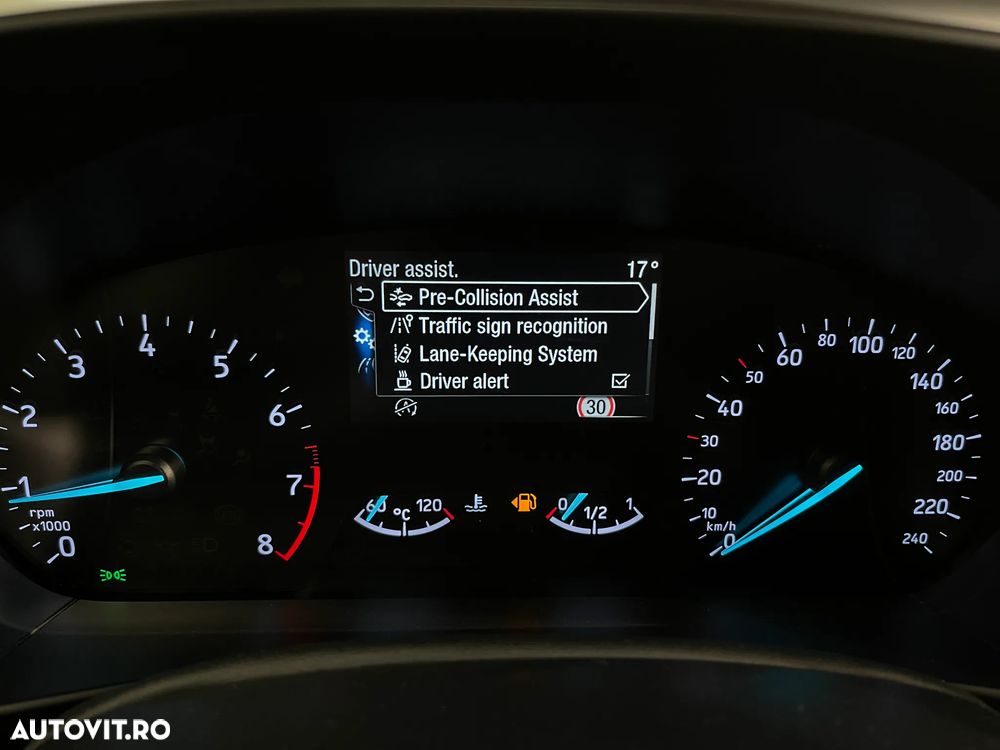 Driver assist. 17°
Pre-Collision Assist
Traffic sign recognition
Lane-Keeping System
Driver alert
30
0
1
2
3
4
5
6
7
8
rpm
x1000
60 °C 120
0 1/2 1
0
10
20
30
40
50
60
80
100
120
140
160
180
200
220
240
km/h
AUTOVIT.RO